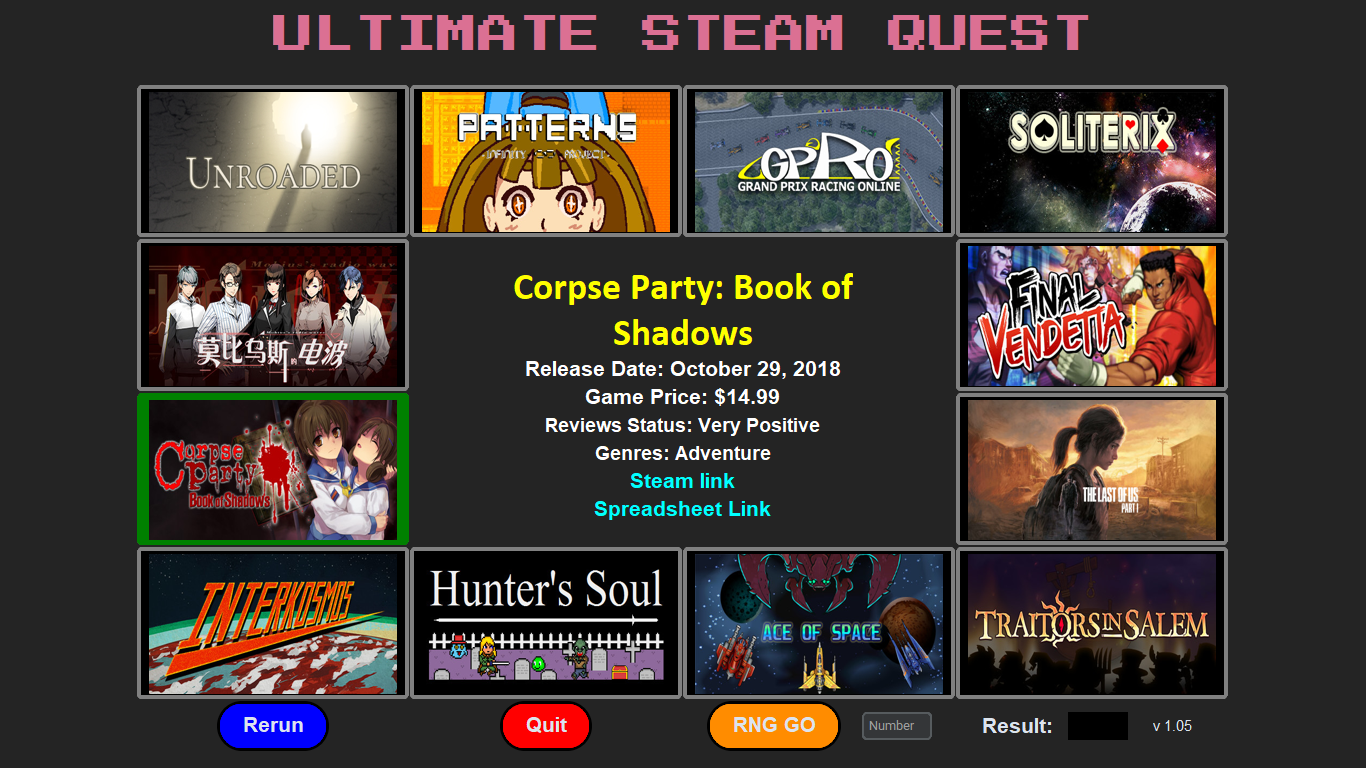 ULTIMATE STEAM QUEST
UNROADED
PATTERNS
GPRO
GRAND PRIX RACING ONLINE
SOLITERIX
莫比乌斯的电波
Corpse Party: Book of
Shadows
Release Date: October 29, 2018
Game Price: $14.99
Reviews Status: Very Positive
Genres: Adventure
Steam link
Spreadsheet Link
FINAL
VENDETTA
Corpse
Party
Book of Shadows
THE LAST OF US
PART I
INTERKOSMOS
Hunter's Soul
ACE OF SPACE
TRAITORS IN SALEM
Rerun
Quit
RNG GO
Number
Result:
v 1.05